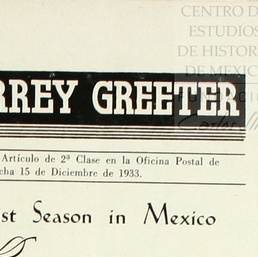 CENTRO D
ESTUDIOS
DE HISTOR
DE MEXIC
RREY GREETER
Artículo de 2ª Clase en la Oficina Postal de
cha 15 de Diciembre de 1933.
st Season in Mexico